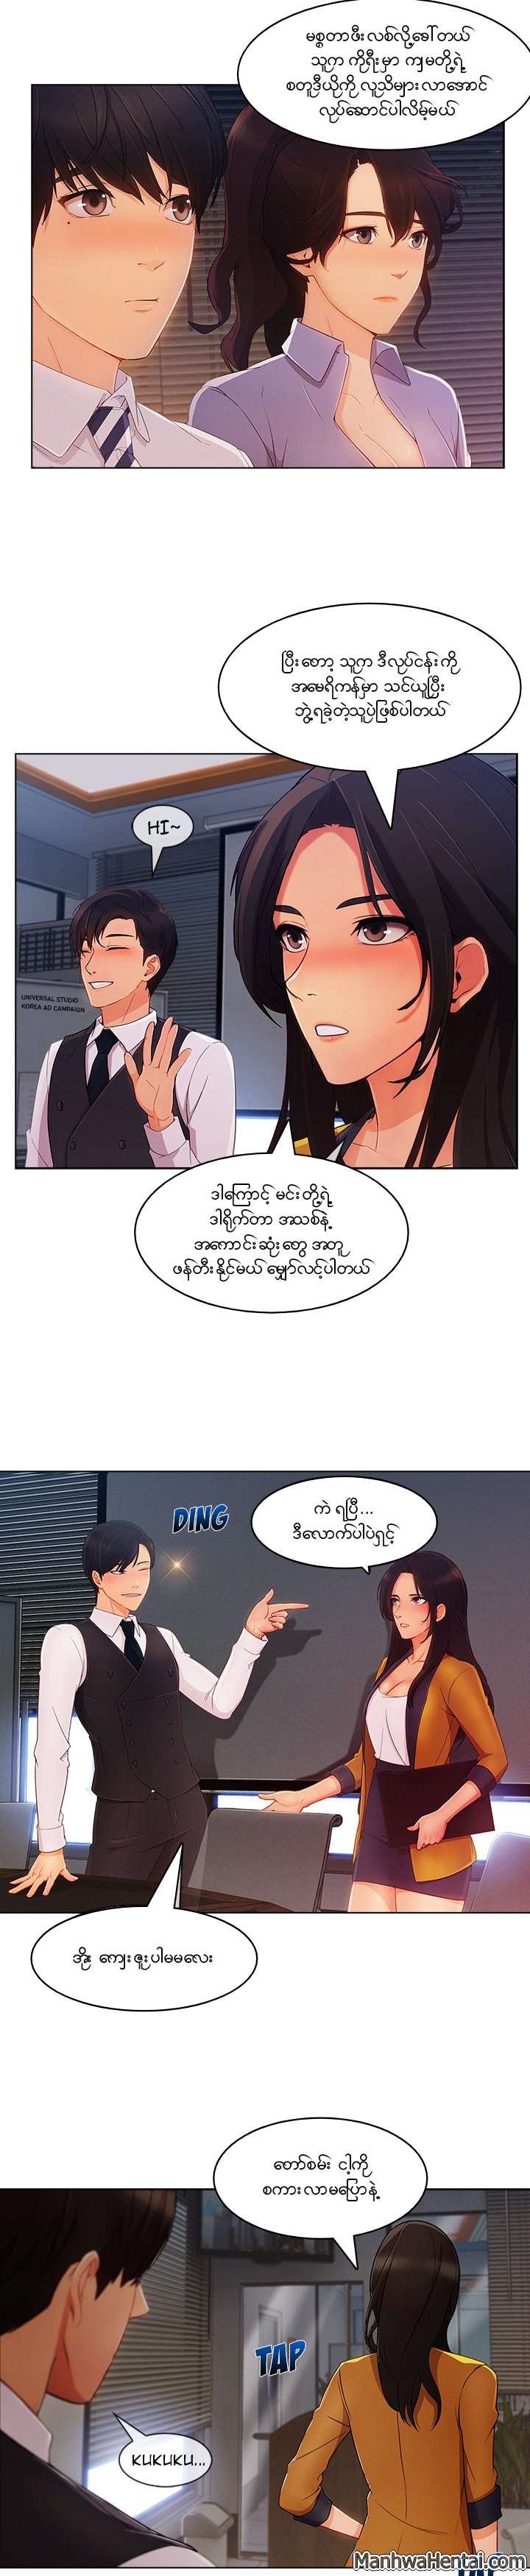 မစ္စတာဖီးလစ်လို့ခေါ်တယ်
သူက ကိုရီးမှာ ကျမတို့ရဲ့
စတူဒီယိုကို လူသိများလာအောင်
လုပ်ဆောင်ပါလိမ့်မယ်
ပြီးတော့ သူက ဒီလုပ်ငန်းကို
အမေရိကန်မှာ သင်ယူပြီး
ဘွဲ့ရခဲ့တဲ့သူပဲဖြစ်ပါတယ်
HI~
UNIVERSAL STUDIO
KOREA AD CAMPAIGN
ဒါကြောင့် မင်းတို့ရဲ့
ဒါရိုက်တာ အသစ်နဲ့
အကောင်းဆုံးတွေ အတူ
ဖန်တီးနိုင်မယ် မျှော်လင့်ပါတယ်
DING
ကဲ ရပြီ...
ဒီလောက်ပါပဲရှင့်
အိုး ကျေးဇူးပါမမလေး
တော်စမ်း ငါ့ကို
စကားလာမပြောနဲ့
TAP
KUKUKU...
ManhwaHentai.com
TAP